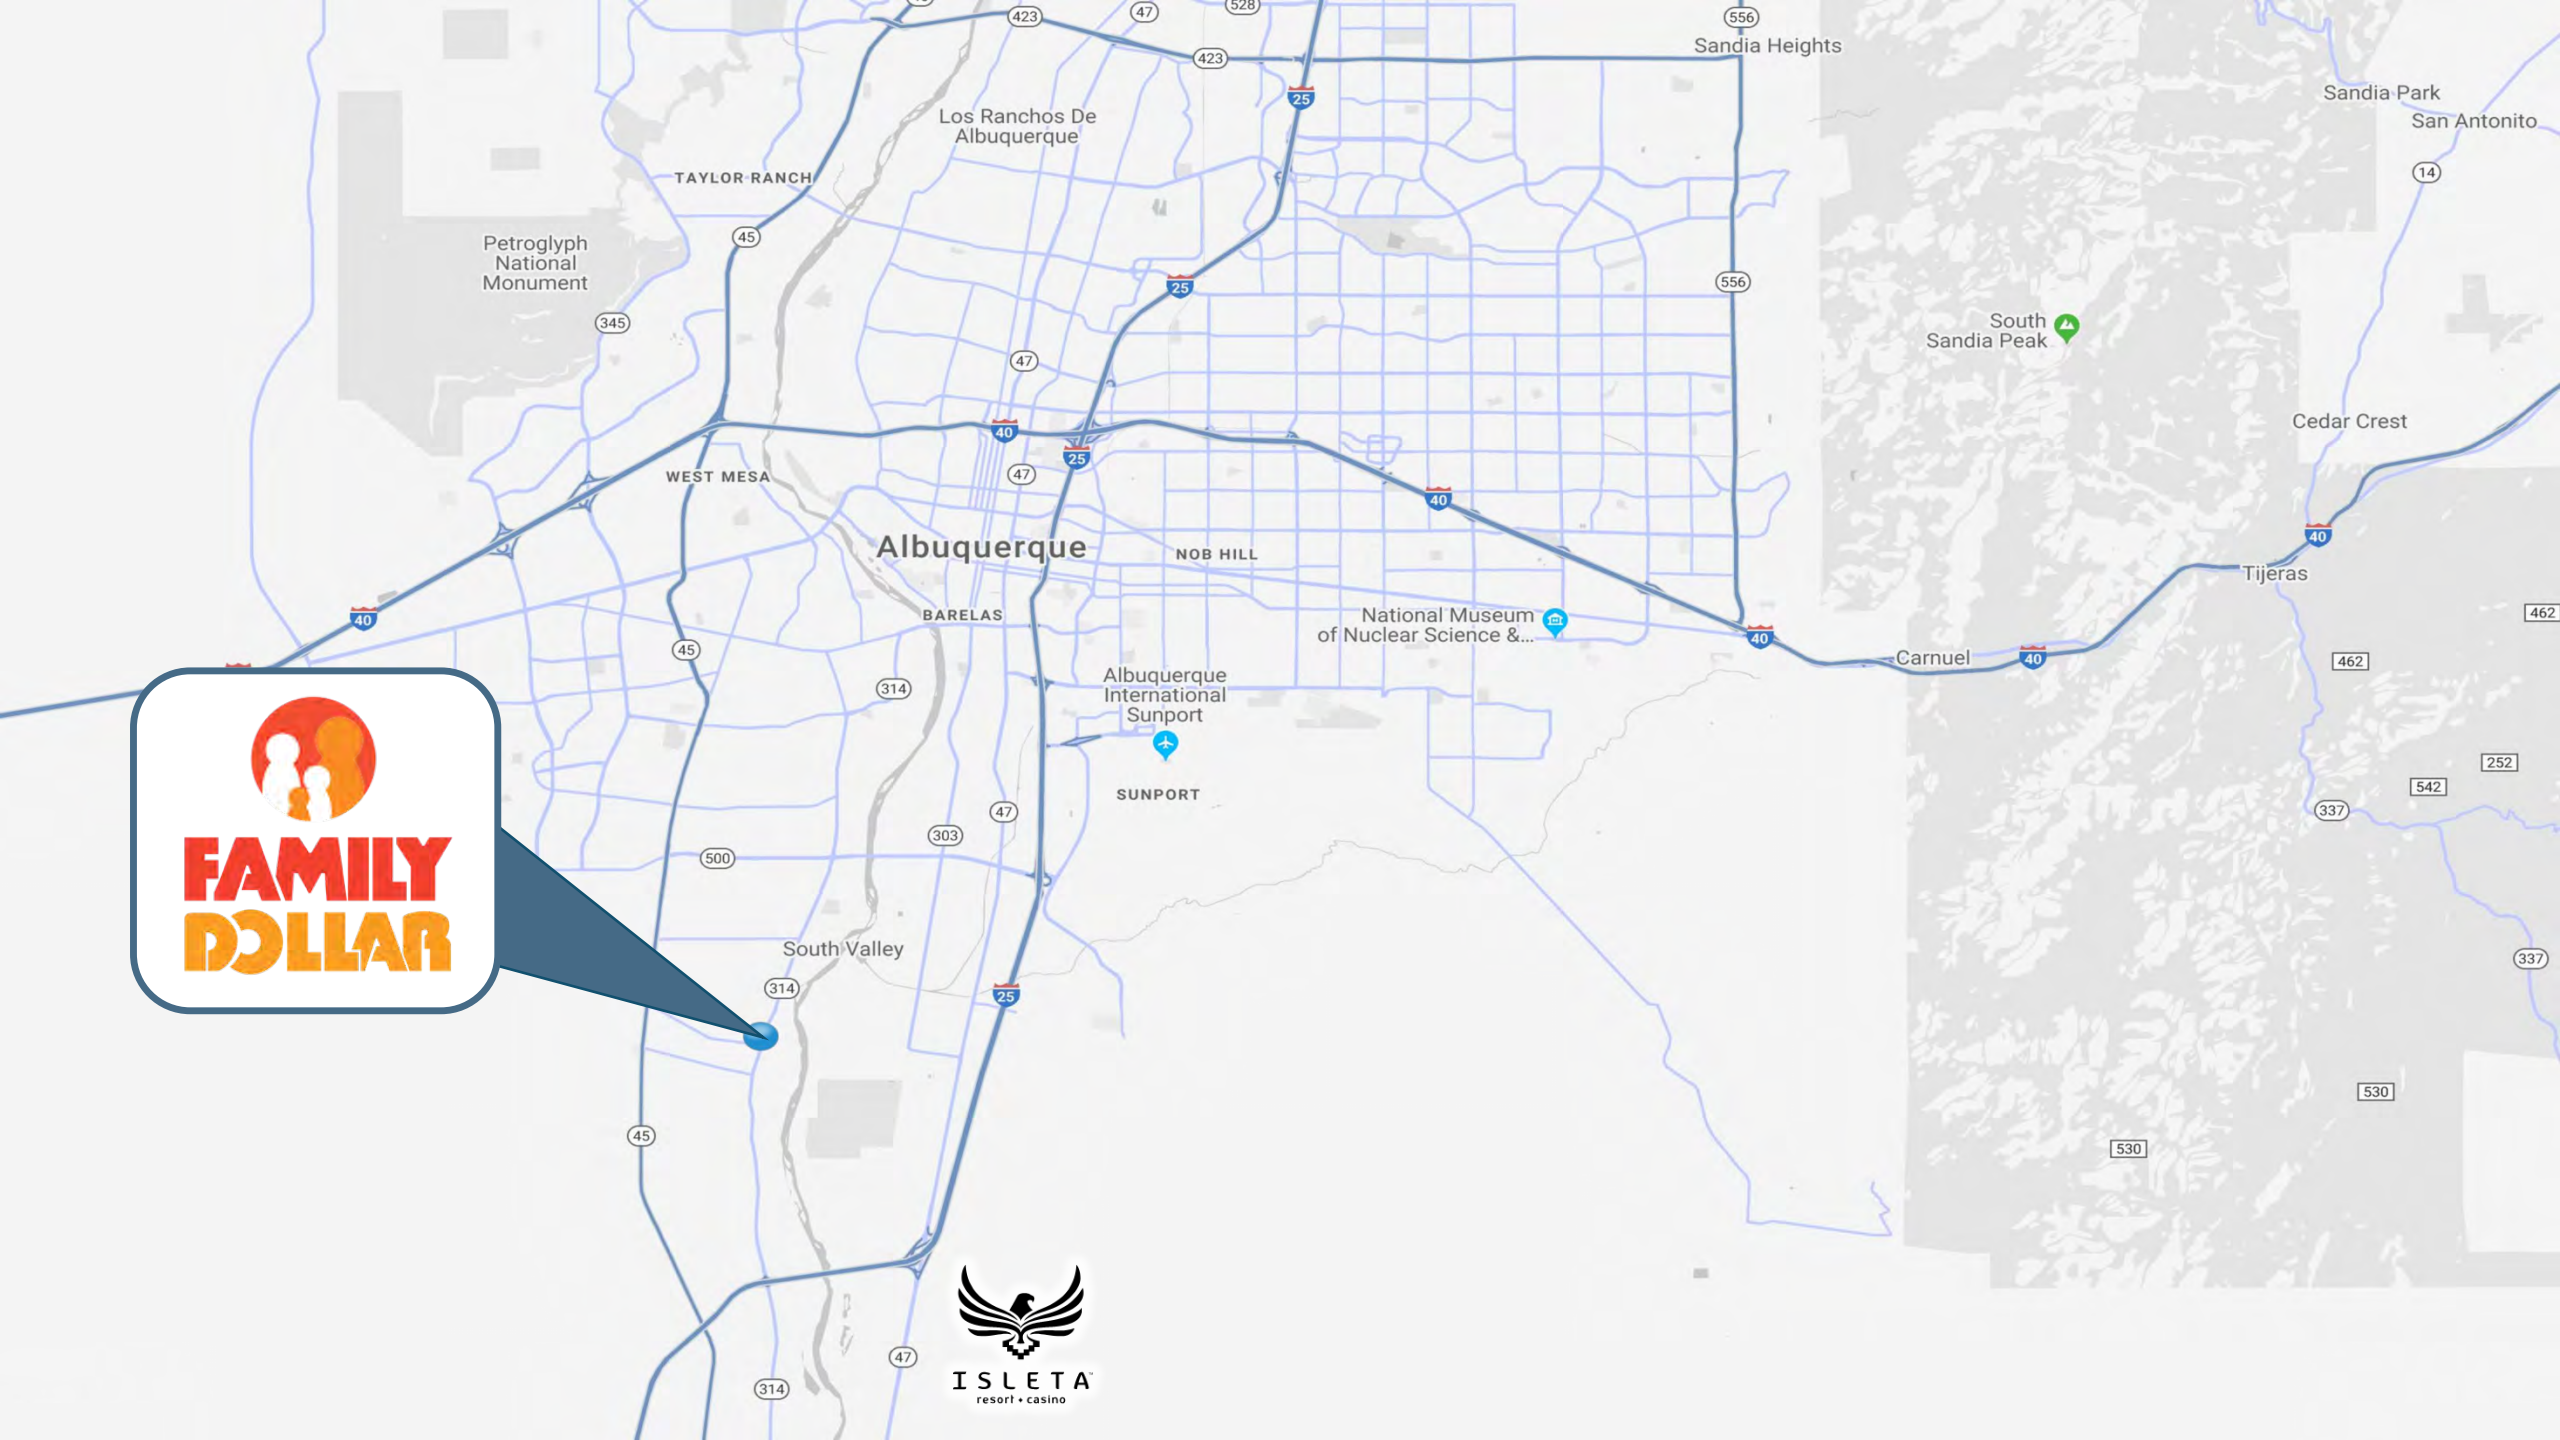 423
47
528
556
Sandia Heights
423
25
Sandia Park
San Antonito
Los Ranchos De
Albuquerque
14
TAYLOR RANCH
45
Petroglyph
National
Monument
25
556
345
South
Sandia Peak
47
Cedar Crest
40
25
47
WEST MESA
40
40
Albuquerque
NOB HILL
Tijeras
40
BARELAS
National Museum
of Nuclear Science &...
462
40
45
Carnuel
40
462
314
Albuquerque
International
Sunport
252
542
SUNPORT
47
337
303
500
FAMILY
DOLLAR
South Valley
337
314
25
530
45
530
47
ISLETA
resort • casino
314